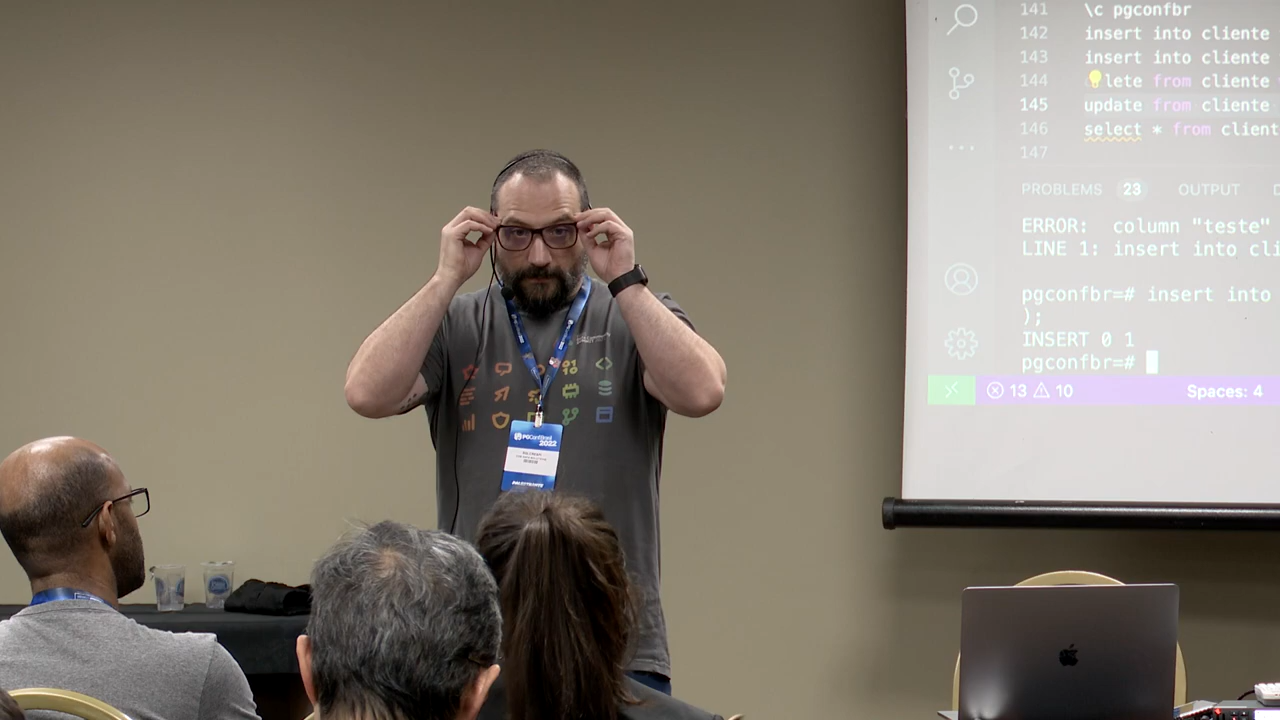 141 \c pgconfbr
142 insert into cliente
143 insert into cliente
144 lete from cliente
145 update from cliente
146 select * from client
147
PROBLEMS 23 OUTPUT
ERROR: column "teste"
LINE 1: insert into cli
pgconfbr=# insert into
);
INSERT 0 1
pgconfbr=#
13 10 Spaces: 4
PGConf.Brasil
2022
PALESTRANTE